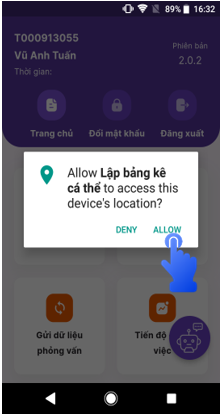 89% 16:32
T000913055
Vũ Anh Tuấn
Thời gian:
Phiên bản
2.0.2
Trang chủ
Đổi mật khẩu
Đăng xuất
Allow Lập bảng kê
cá thể to access this
device's location?
DENY
ALLOW
Gửi dữ liệu
phỏng vấn
Tiến độ
việc